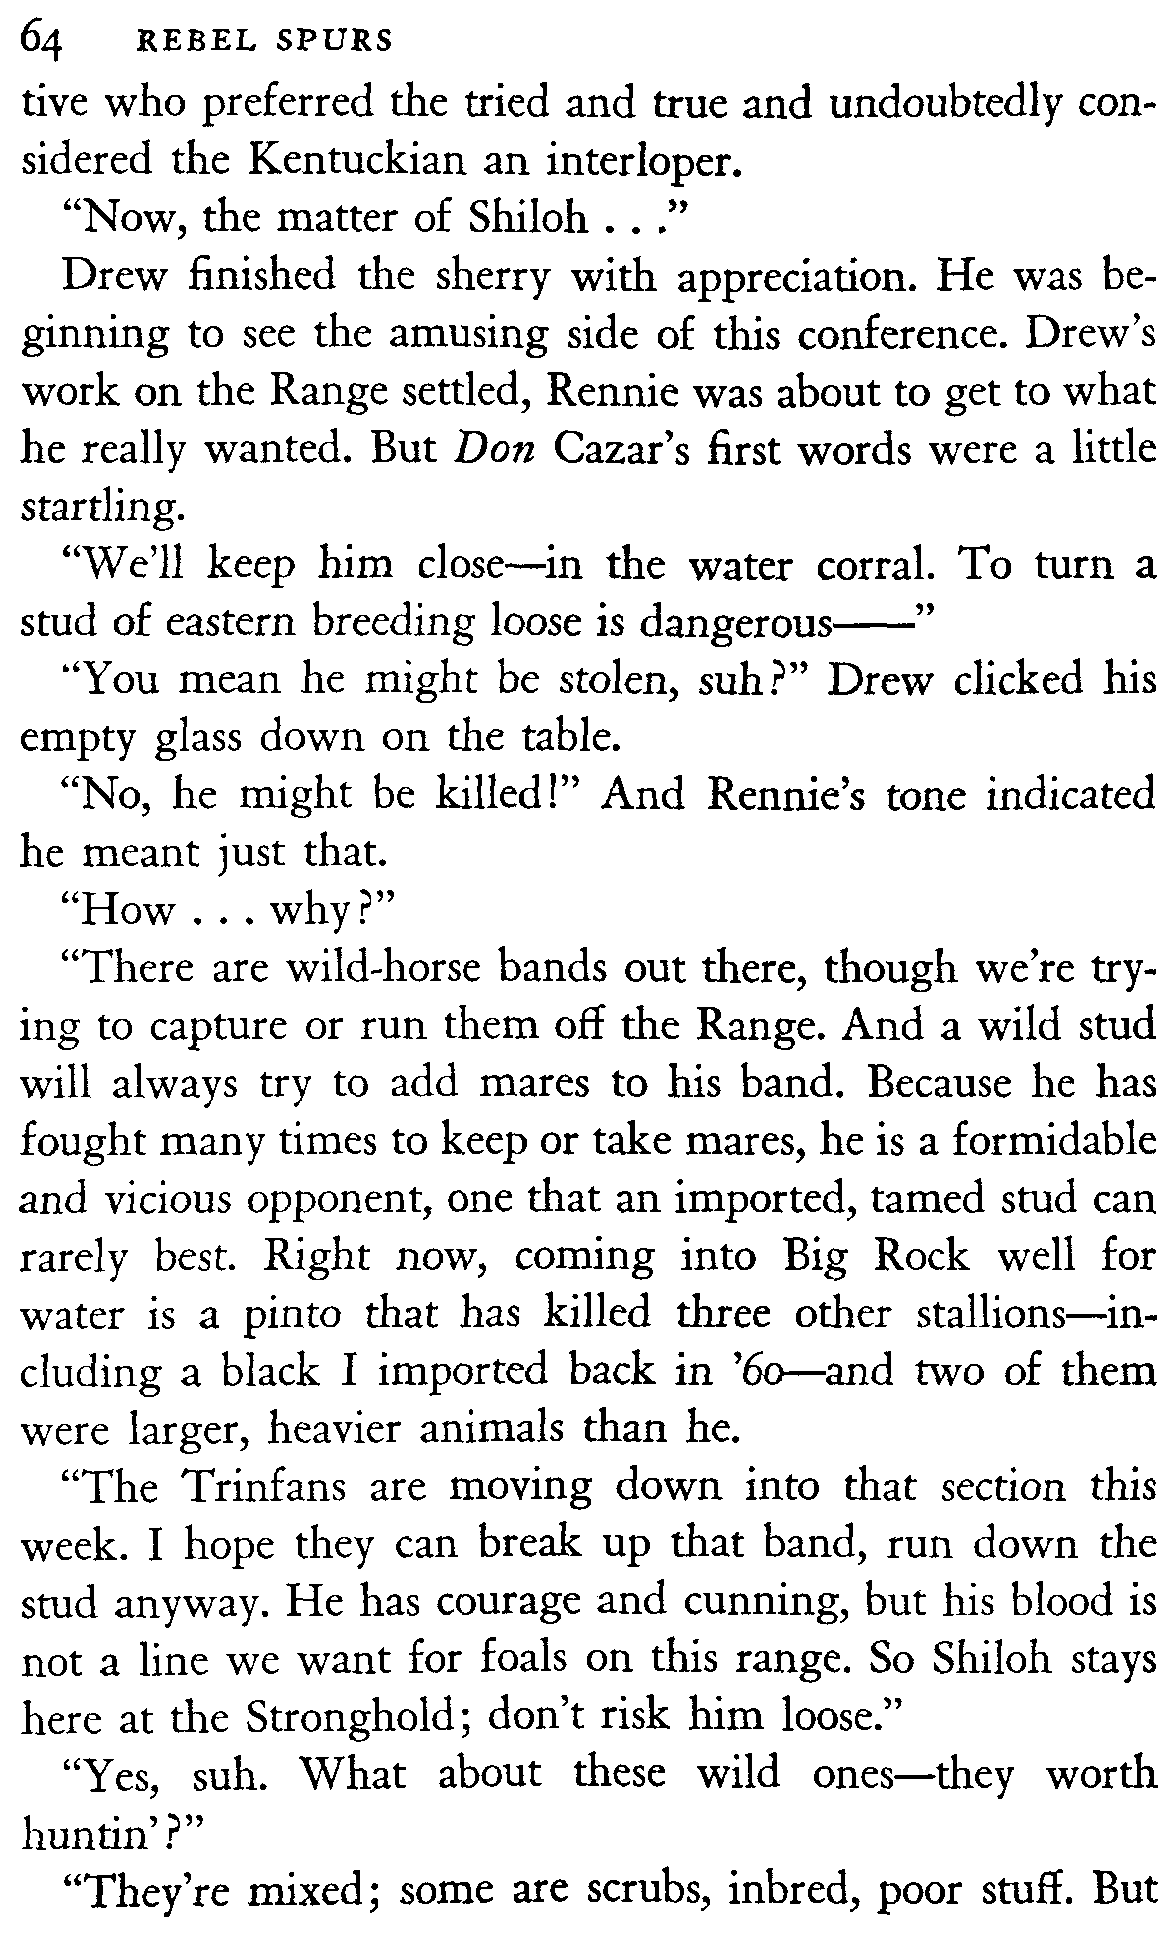 64 REBEL SPURS
tive who preferred the tried and true and undoubtedly con-
sidered the Kentuckian an interloper.
“Now, the matter of Shiloh . . .”
Drew finished the sherry with appreciation. He was be-
ginning to see the amusing side of this conference. Drew’s
work on the Range settled, Rennie was about to get to what
he really wanted. But Don Cazar’s first words were a little
startling.
“We’ll keep him close—in the water corral. To turn a
stud of eastern breeding loose is dangerous——”
“You mean he might be stolen, suh?” Drew clicked his
empty glass down on the table.
“No, he might be killed!” And Rennie’s tone indicated
he meant just that.
“How . . . why?”
“There are wild-horse bands out there, though we’re try-
ing to capture or run them off the Range. And a wild stud
will always try to add mares to his band. Because he has
fought many times to keep or take mares, he is a formidable
and vicious opponent, one that an imported, tamed stud can
rarely best. Right now, coming into Big Rock well for
water is a pinto that has killed three other stallions—in-
cluding a black I imported back in ’60—and two of them
were larger, heavier animals than he.
“The Trinfans are moving down into that section this
week. I hope they can break up that band, run down the
stud anyway. He has courage and cunning, but his blood is
not a line we want for foals on this range. So Shiloh stays
here at the Stronghold; don’t risk him loose.”
“Yes, suh. What about these wild ones—they worth
huntin’?”
“They’re mixed; some are scrubs, inbred, poor stuff. But